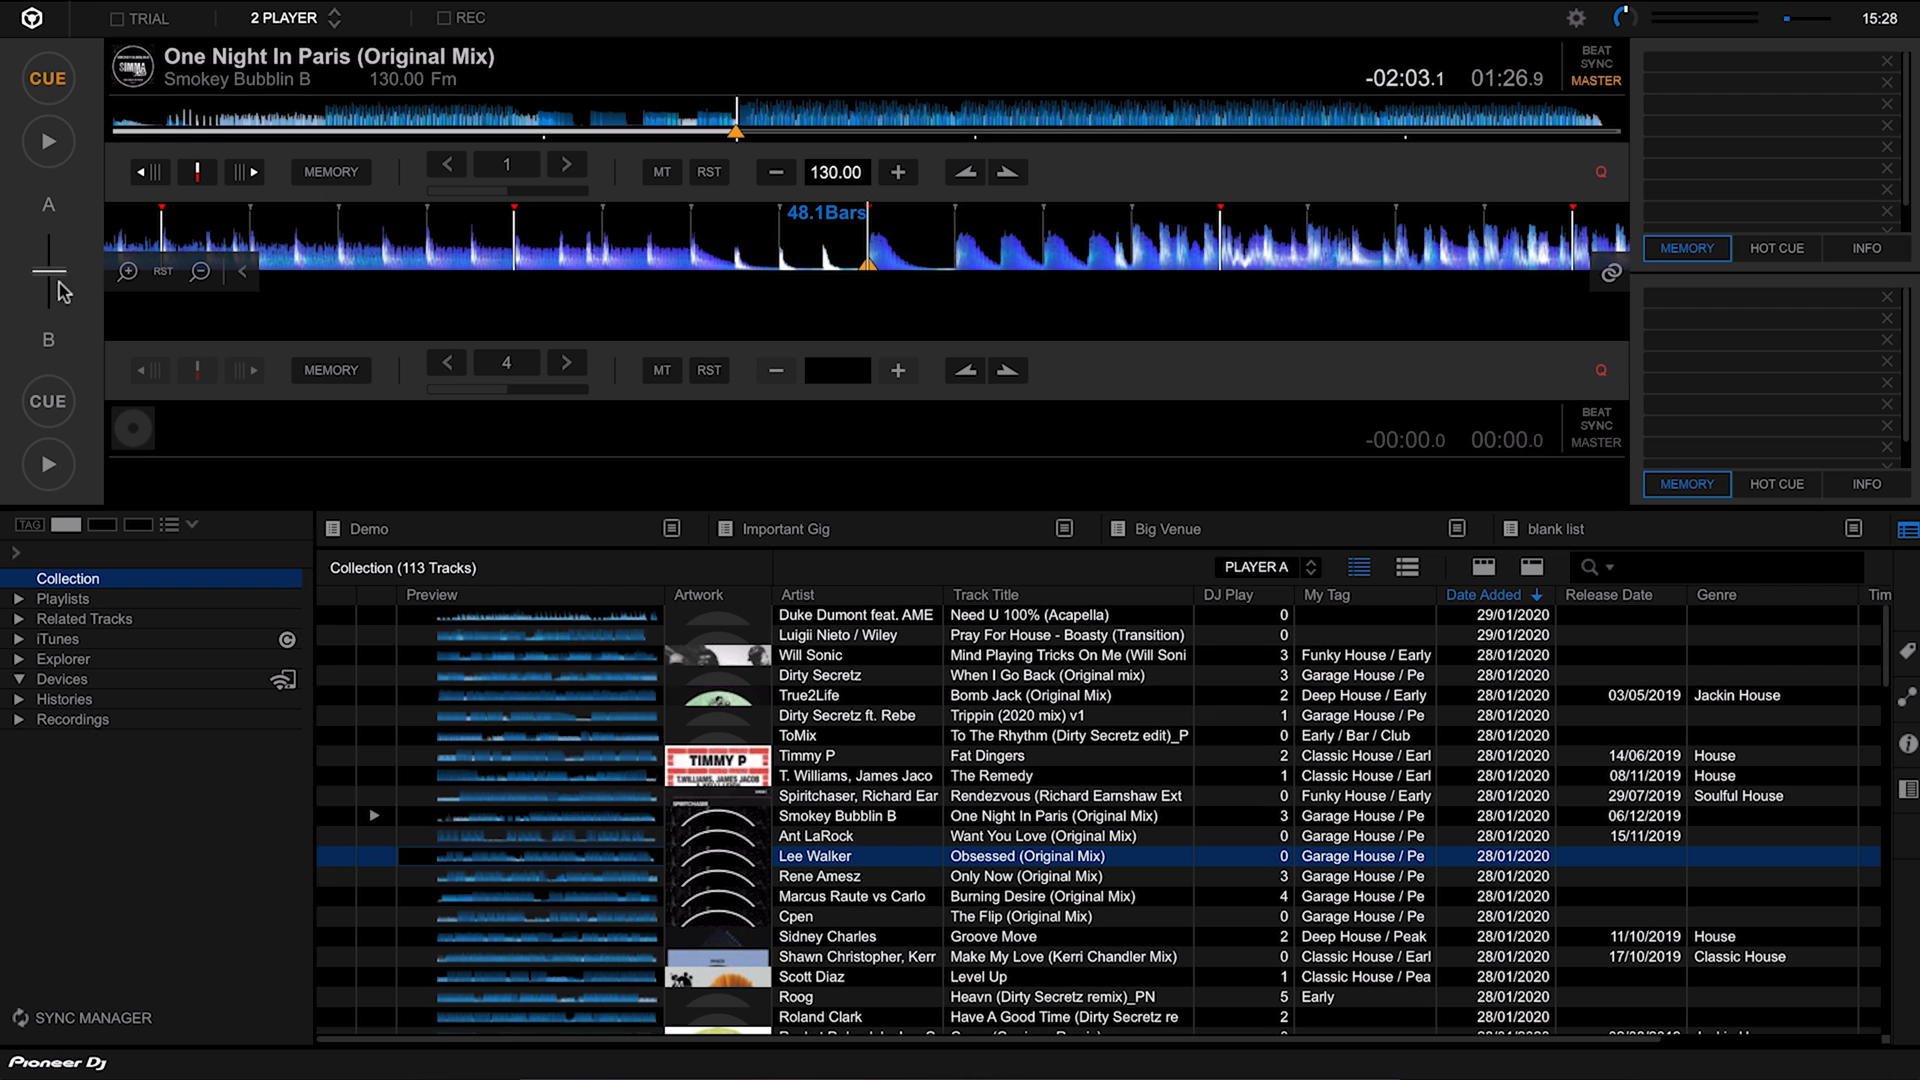 TRIAL 2 PLAYER REC 15:28
One Night In Paris (Original Mix)
Smokey Bubblin B 130.00 Fm
-02:03.1 01:26.9
BEAT
SYNC
MASTER
CUE
MEMORY 1 MT RST 130.00 Q
A
48.1Bars
RST
MEMORY HOT CUE INFO
B
MEMORY 4 MT RST Q
CUE
-00:00.0 00:00.0
BEAT
SYNC
MASTER
MEMORY HOT CUE INFO
TAG
Collection
Playlists
Related Tracks
iTunes
Explorer
Devices
Histories
Recordings
SYNC MANAGER
Pioneer Dj
Demo Important Gig Big Venue blank list
Collection (113 Tracks) PLAYER A
Preview Artwork Artist Track Title DJ Play My Tag Date Added Release Date Genre Tim
Duke Dumont feat. AME Need U 100% (Acapella) 0 29/01/2020
Luigii Nieto / Wiley Pray For House - Boasty (Transition) 0 29/01/2020
Will Sonic Mind Playing Tricks On Me (Will Soni 3 Funky House / Early 28/01/2020
Dirty Secretz When I Go Back (Original mix) 3 Garage House / Pe 28/01/2020
True2Life Bomb Jack (Original Mix) 2 Deep House / Early 28/01/2020 03/05/2019 Jackin House
Dirty Secretz ft. Rebe Trippin (2020 mix) v1 1 Garage House / Pe 28/01/2020
ToMix To The Rhythm (Dirty Secretz edit)_P 0 Early / Bar / Club 28/01/2020
Timmy P Fat Dingers 2 Classic House / Earl 28/01/2020 14/06/2019 House
T. Williams, James Jaco The Remedy 1 Classic House / Earl 28/01/2020 08/11/2019 House
Spiritchaser, Richard Ear Rendezvous (Richard Earnshaw Ext 0 Funky House / Early 28/01/2020 29/07/2019 Soulful House
Smokey Bubblin B One Night In Paris (Original Mix) 3 Garage House / Pe 28/01/2020 06/12/2019
Ant LaRock Want You Love (Original Mix) 0 Garage House / Pe 28/01/2020 15/11/2019
Lee Walker Obsessed (Original Mix) 0 Garage House / Pe 28/01/2020
Rene Amesz Only Now (Original Mix) 3 Garage House / Pe 28/01/2020
Marcus Raute vs Carlo Burning Desire (Original Mix) 4 Garage House / Pe 28/01/2020
Cpen The Flip (Original Mix) 0 Garage House / Pe 28/01/2020
Sidney Charles Groove Move 2 Deep House / Peak 28/01/2020 11/10/2019 House
Shawn Christopher, Kerr Make My Love (Kerri Chandler Mix) 0 Classic House / Earl 28/01/2020 17/10/2019 Classic House
Scott Diaz Level Up 1 Classic House / Pea 28/01/2020
Roog Heavn (Dirty Secretz remix)_PN 5 Early 28/01/2020
Roland Clark Have A Good Time (Dirty Secretz re 2 28/01/2020
TIMMY P
T.WILLIAMS, JAMES JACOB
SPIRITCHASER
SIMMA